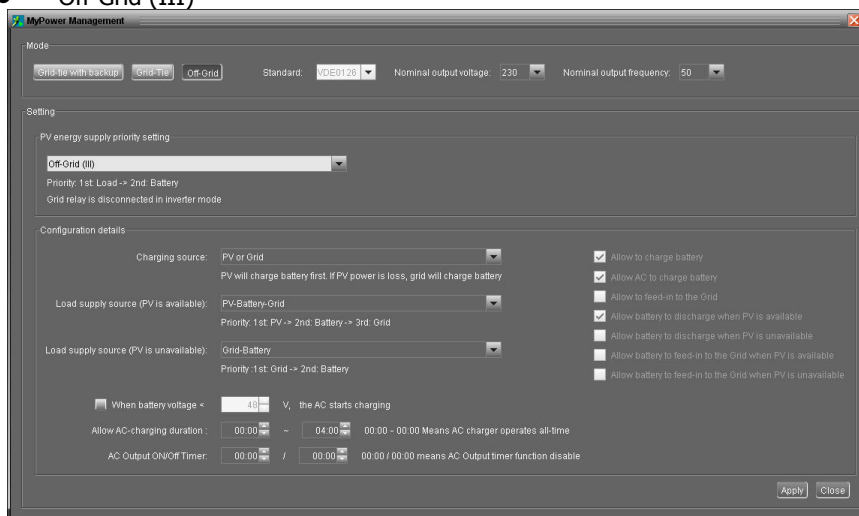 Off-Grid (III)
MyPower Management
Mode
Grid-tie with backup Grid-Tie Off-Grid Standard: VDE0126 Nominal output voltage: 230 Nominal output frequency: 50
Setting
PV energy supply priority setting
Off-Grid (III)
Priority: 1st: Load -> 2nd: Battery
Grid relay is disconnected in inverter mode
Configuration details
Charging source: PV or Grid
PV will charge battery first. If PV power is loss, grid will charge battery
Load supply source (PV is available): PV-Battery-Grid
Priority: 1st: PV -> 2nd: Battery -> 3rd: Grid
Load supply source (PV is unavailable): Grid-Battery
Priority :1st: Grid -> 2nd: Battery
Allow to charge battery
Allow AC to charge battery
Allow to feed-in to the Grid
Allow battery to discharge when PV is available
Allow battery to discharge when PV is unavailable
Allow battery to feed-in to the Grid when PV is available
Allow battery to feed-in to the Grid when PV is unavailable
When battery voltage < 48 V, the AC starts charging
Allow AC-charging duration : 00:00 ~ 04:00 00:00 - 00:00 Means AC charger operates all-time
AC Output ON/Off Timer: 00:00 / 00:00 00:00 / 00:00 means AC Output timer function disable
Apply Close